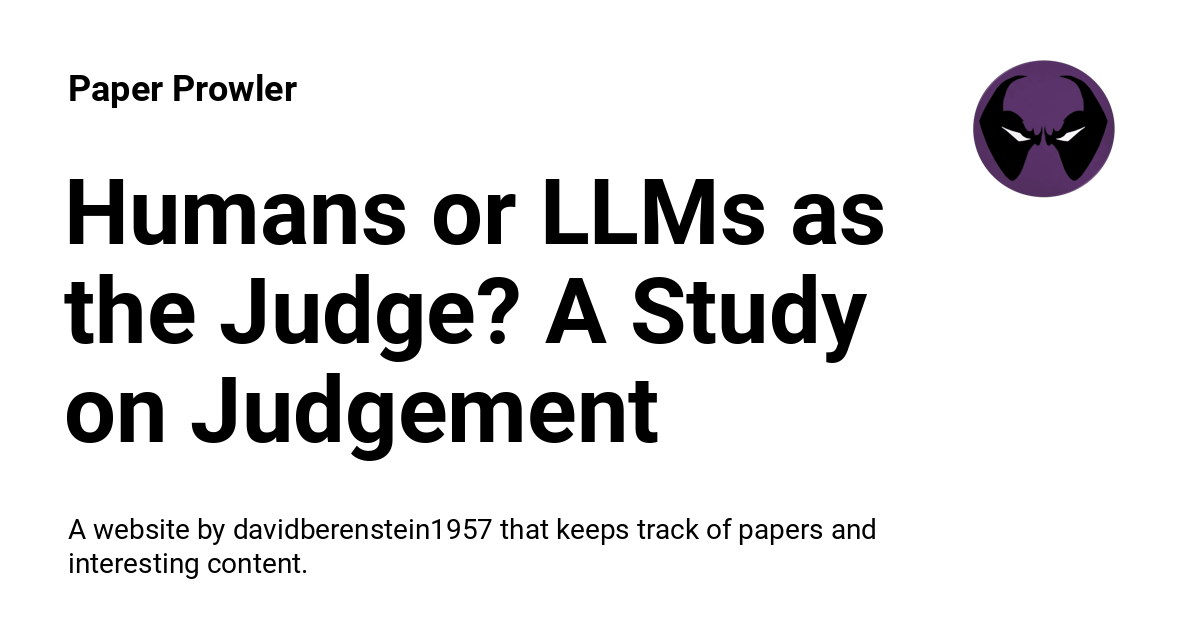 Paper Prowler
Humans or LLMs as
the Judge? A Study
on Judgement
A website by davidberenstein1957 that keeps track of papers and
interesting content.